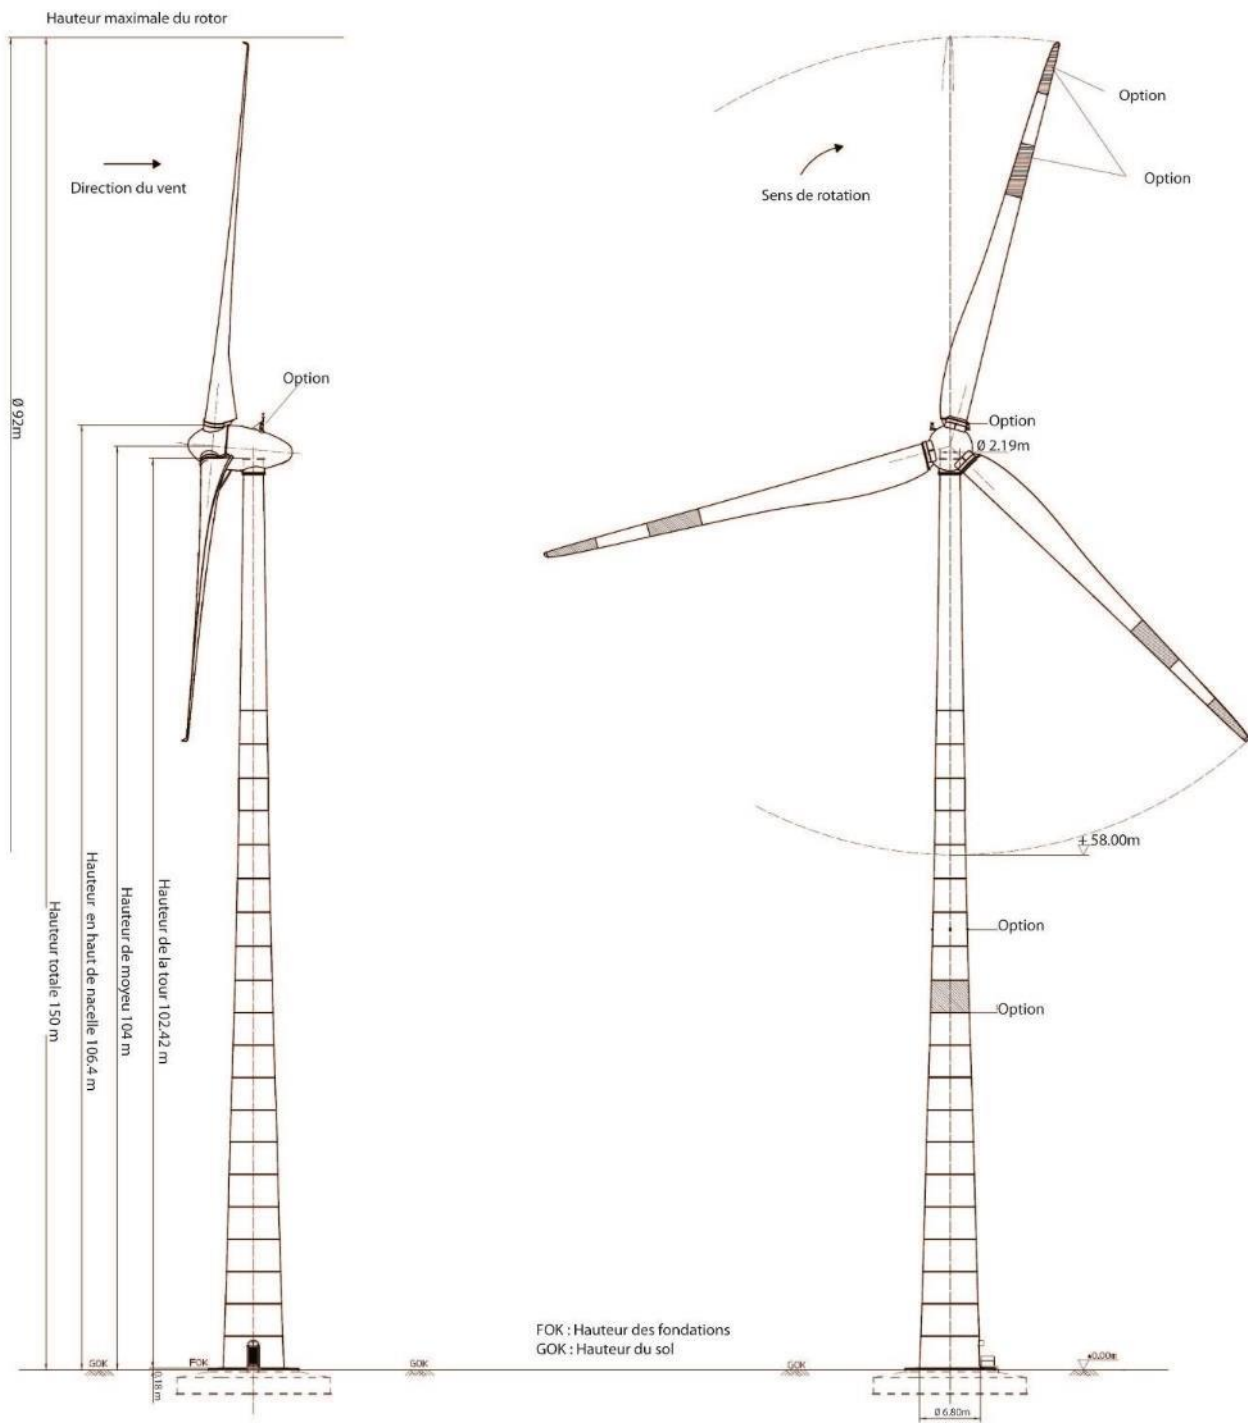 Hauteur maximale du rotor
Direction du vent
Sens de rotation
Option
Option
Option
Option
Ø 2.19m
Ø 92m
± 58.00m
Option
Option
Hauteur totale 150 m
Hauteur en haut de nacelle 106.4 m
Hauteur de moyeu 104 m
Hauteur de la tour 102.42 m
FOK : Hauteur des fondations
GOK : Hauteur du sol
GOK
FOK
GOK
GOK
±0.00m
0.18 m
Ø 6.80m